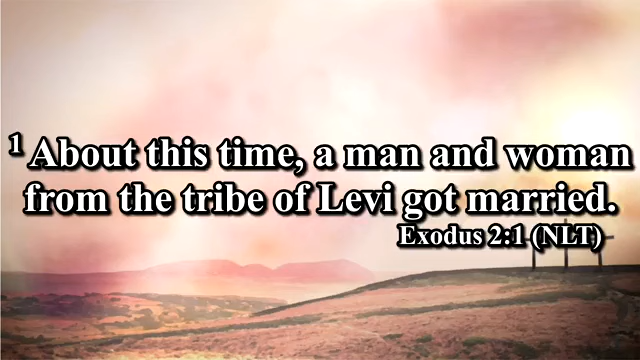 1 About this time, a man and woman
from the tribe of Levi got married.
Exodus 2:1 (NLT)